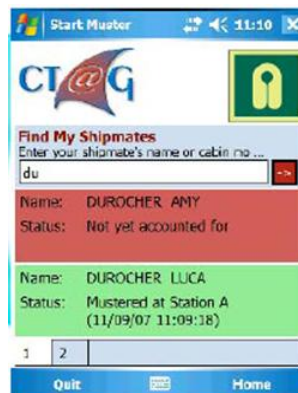 Start Muster 11:10
CT@G
Find My Shipmates
Enter your shipmate's name or cabin no ...
du
->
Name: DUROCHER AMY
Status: Not yet accounted for
Name: DUROCHER LUCA
Status: Mustered at Station A
(11/09/07 11:09:18)
1 2
Quit Home